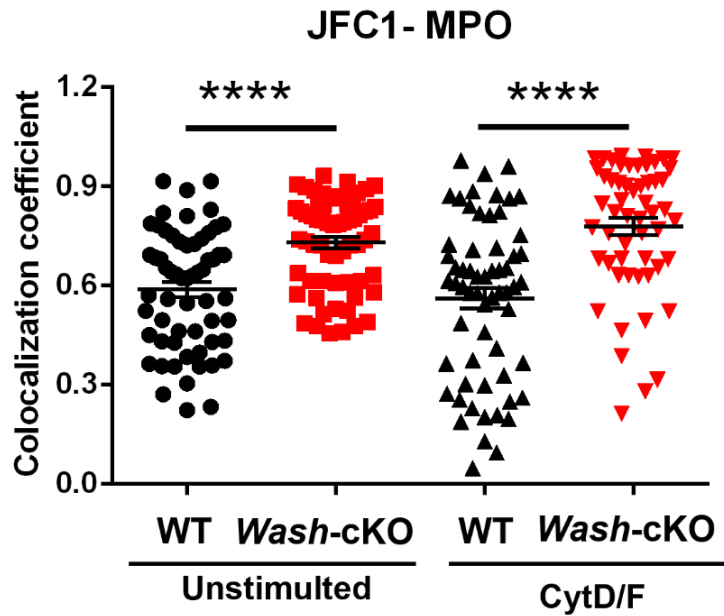 JFC1- MPO
Colocalization coefficient
1.2
0.9
0.6
0.3
0.0
****
****
WT Wash-cKO WT Wash-cKO
Unstimulted CytD/F